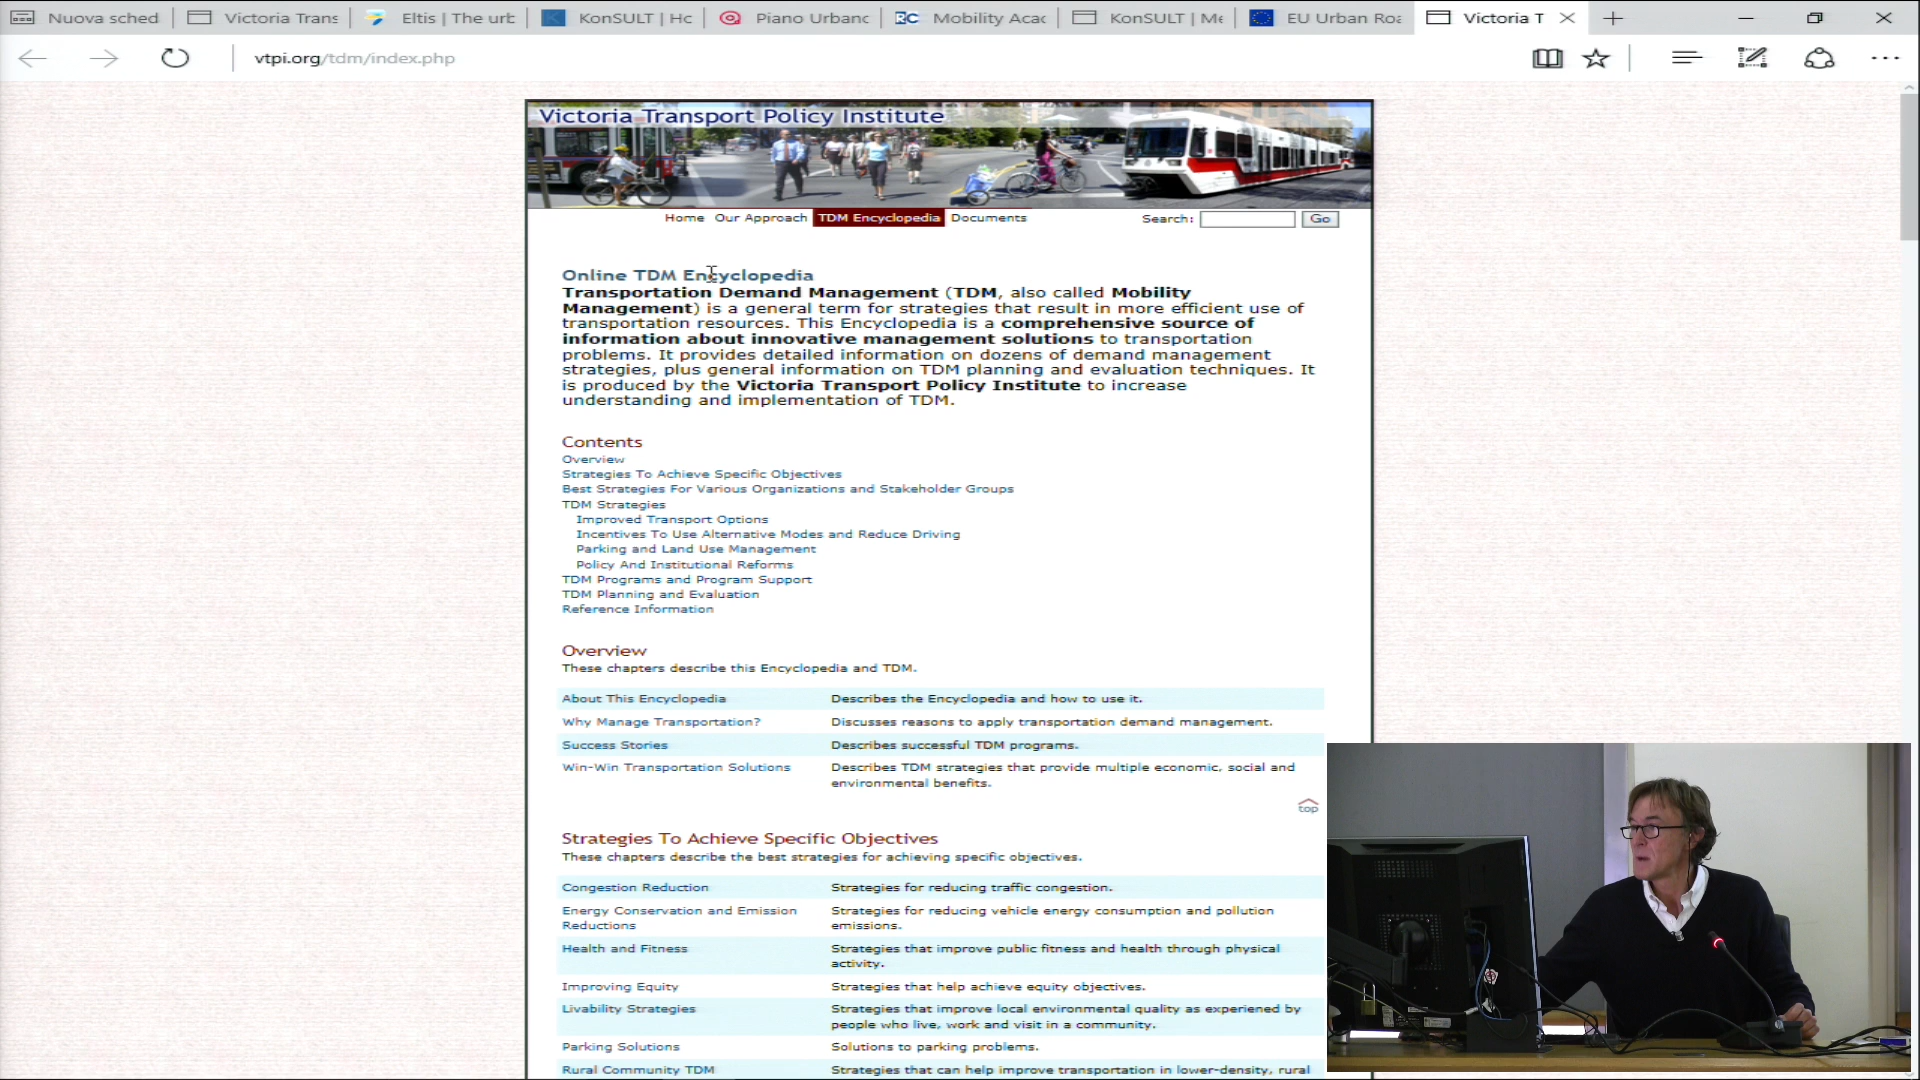 Nuova sched
Victoria Trans
Eltis | The urb
KonSULT | Ho
Piano Urbano
Mobility Acad
KonSULT | Me
EU Urban Roa
Victoria T
vtpi.org/tdm/index.php
Victoria Transport Policy Institute
Home Our Approach TDM Encyclopedia Documents Search: Go
Online TDM Encyclopedia
Transportation Demand Management (TDM, also called Mobility
Management) is a general term for strategies that result in more efficient use of
transportation resources. This Encyclopedia is a comprehensive source of
information about innovative management solutions to transportation
problems. It provides detailed information on dozens of demand management
strategies, plus general information on TDM planning and evaluation techniques. It
is produced by the Victoria Transport Policy Institute to increase
understanding and implementation of TDM.
Contents
Overview
Strategies To Achieve Specific Objectives
Best Strategies For Various Organizations and Stakeholder Groups
TDM Strategies
Improved Transport Options
Incentives To Use Alternative Modes and Reduce Driving
Parking and Land Use Management
Policy And Institutional Reforms
TDM Programs and Program Support
TDM Planning and Evaluation
Reference Information
Overview
These chapters describe this Encyclopedia and TDM.
About This Encyclopedia Describes the Encyclopedia and how to use it.
Why Manage Transportation? Discusses reasons to apply transportation demand management.
Success Stories Describes successful TDM programs.
Win-Win Transportation Solutions Describes TDM strategies that provide multiple economic, social and
environmental benefits.
top
Strategies To Achieve Specific Objectives
These chapters describe the best strategies for achieving specific objectives.
Congestion Reduction Strategies for reducing traffic congestion.
Energy Conservation and Emission Strategies for reducing vehicle energy consumption and pollution
Reductions emissions.
Health and Fitness Strategies that improve public fitness and health through physical
activity.
Improving Equity Strategies that help achieve equity objectives.
Livability Strategies Strategies that improve local environmental quality as experienced by
people who live, work and visit in a community.
Parking Solutions Solutions to parking problems.
Rural Community TDM Strategies that can help improve transportation in lower-density, rural